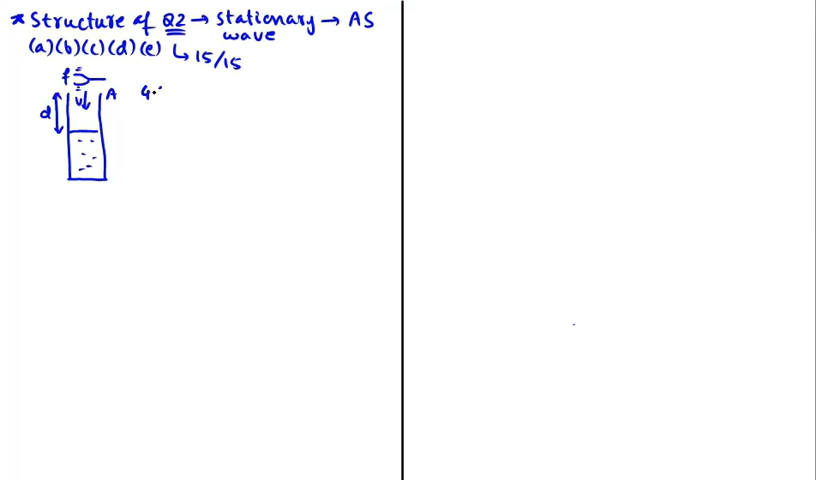 * Structure of Q2 → stationary → AS
wave
(a)(b)(c)(d)(e) ↳ 15/15
f
v A
d